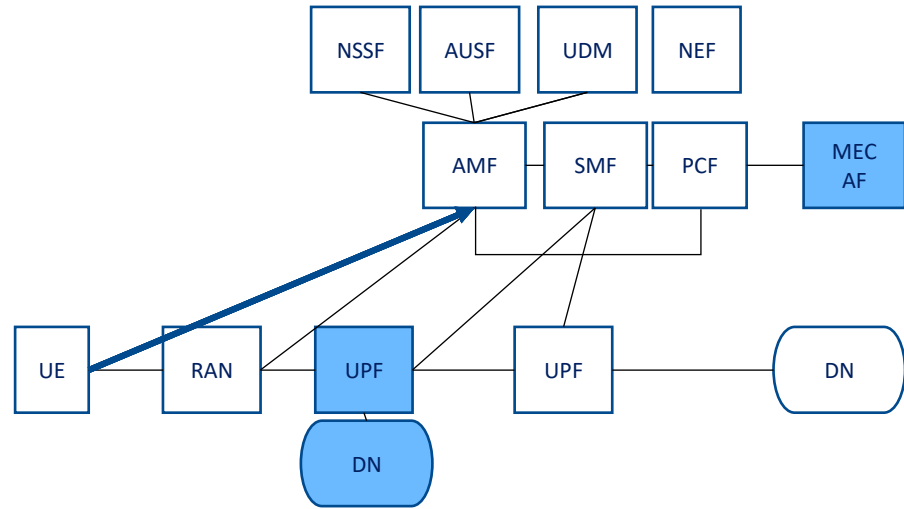 NSSF
AUSF
UDM
NEF
AMF
SMF
PCF
MEC
AF
UE
RAN
UPF
UPF
DN
DN